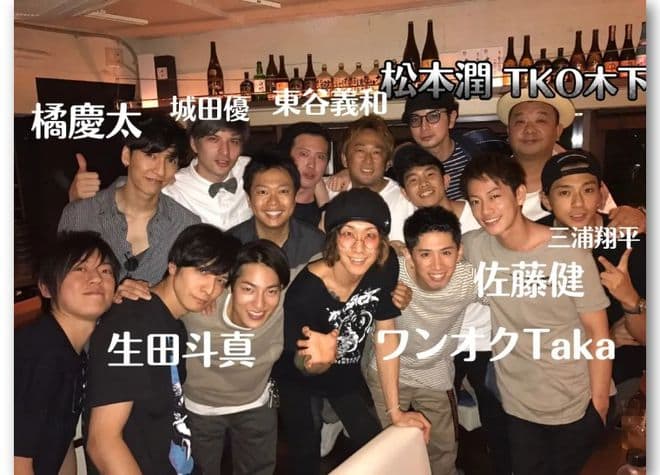 松本潤 TKO木下
橘慶太
城田優
東谷義和
三浦翔平
佐藤健
生田斗真
ワンオクTaka